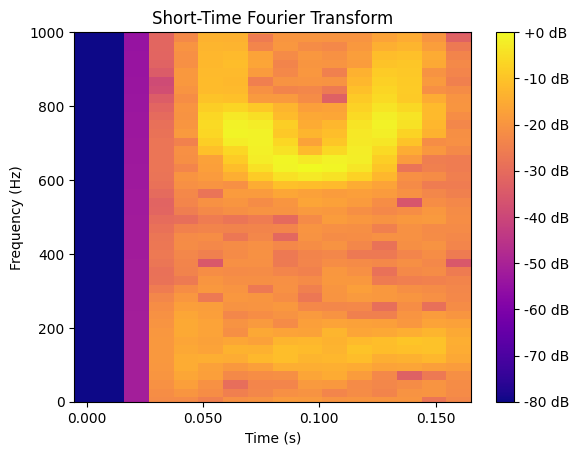 Short-Time Fourier Transform
Frequency (Hz)
1000
800
600
400
200
0
0.000
0.050
0.100
0.150
Time (s)
+0 dB
-10 dB
-20 dB
-30 dB
-40 dB
-50 dB
-60 dB
-70 dB
-80 dB